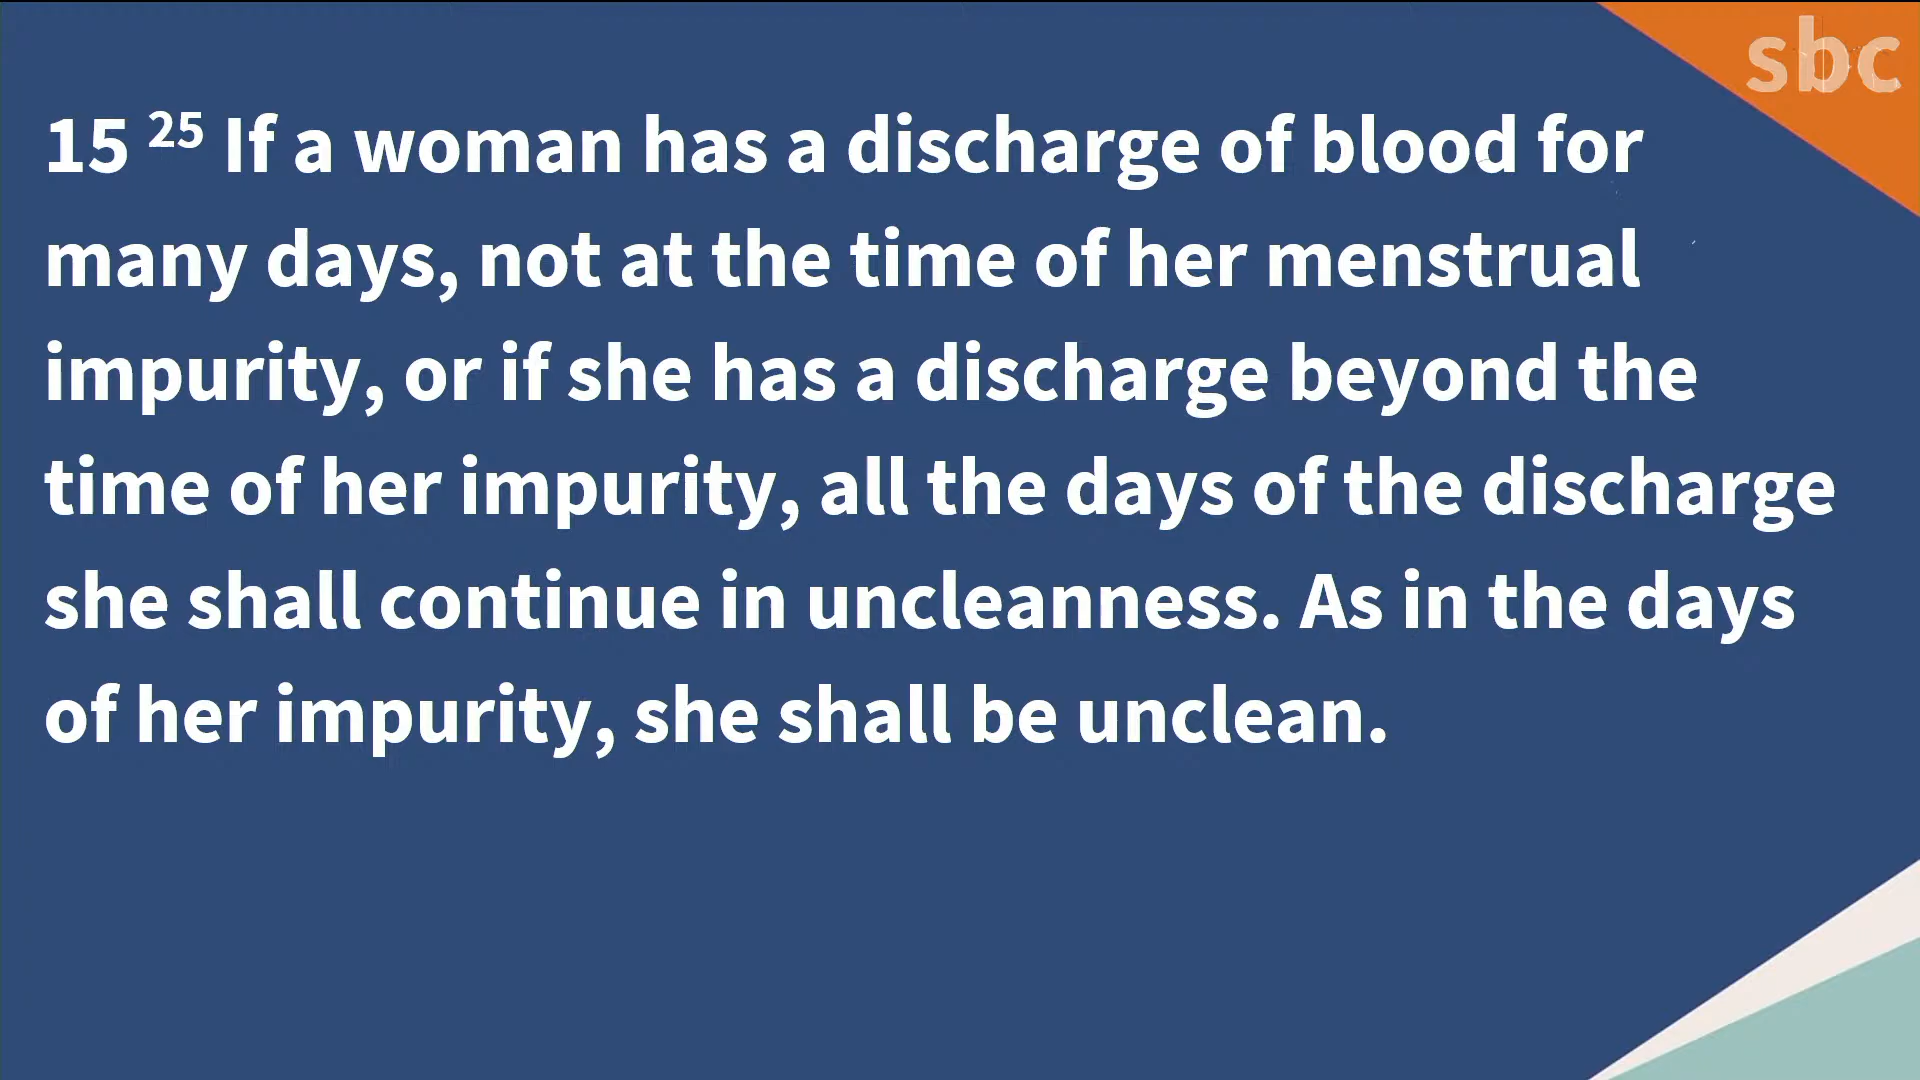 sbc
15 25 If a woman has a discharge of blood for
many days, not at the time of her menstrual
impurity, or if she has a discharge beyond the
time of her impurity, all the days of the discharge
she shall continue in uncleanness. As in the days
of her impurity, she shall be unclean.